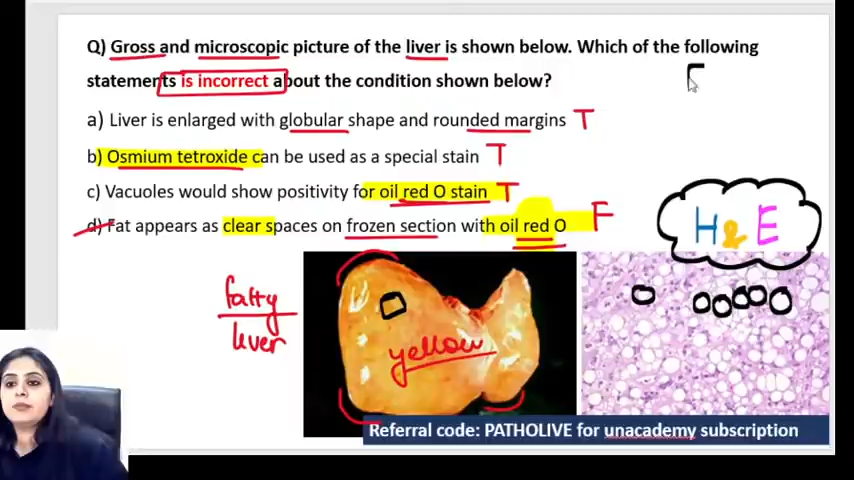 Q) Gross and microscopic picture of the liver is shown below. Which of the following
statements is incorrect about the condition shown below?
a) Liver is enlarged with globular shape and rounded margins T
b) Osmium tetroxide can be used as a special stain T
c) Vacuoles would show positivity for oil red O stain T
d) Fat appears as clear spaces on frozen section with oil red O F
H & E
fatty
liver
yellow
Referral code: PATHOLIVE for unacademy subscription